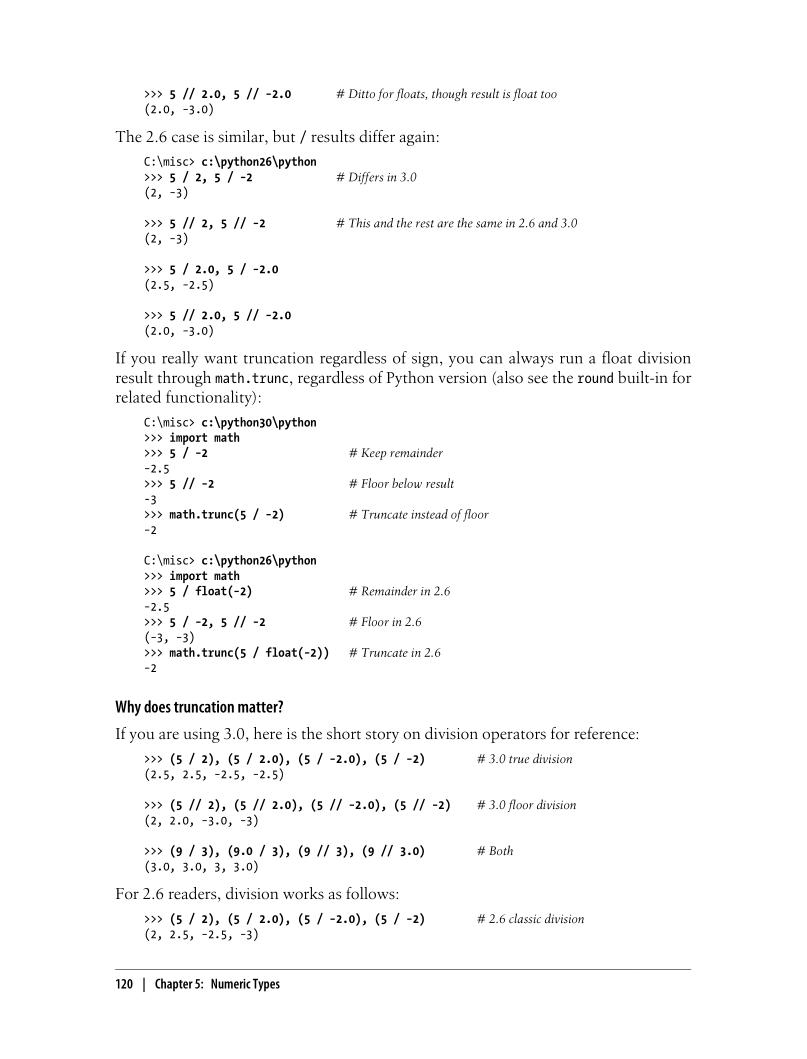 >>> 5 // 2.0, 5 // -2.0 # Ditto for floats, though result is float too
(2.0, -3.0)
The 2.6 case is similar, but / results differ again:
C:\misc> c:\python26\python
>>> 5 / 2, 5 / -2 # Differs in 3.0
(2, -3)
>>> 5 // 2, 5 // -2 # This and the rest are the same in 2.6 and 3.0
(2, -3)
>>> 5 / 2.0, 5 / -2.0
(2.5, -2.5)
>>> 5 // 2.0, 5 // -2.0
(2.0, -3.0)
If you really want truncation regardless of sign, you can always run a float division
result through math.trunc, regardless of Python version (also see the round built-in for
related functionality):
C:\misc> c:\python30\python
>>> import math
>>> 5 / -2 # Keep remainder
-2.5
>>> 5 // -2 # Floor below result
-3
>>> math.trunc(5 / -2) # Truncate instead of floor
-2
C:\misc> c:\python26\python
>>> import math
>>> 5 / float(-2) # Remainder in 2.6
-2.5
>>> 5 / -2, 5 // -2 # Floor in 2.6
(-3, -3)
>>> math.trunc(5 / float(-2)) # Truncate in 2.6
-2
Why does truncation matter?
If you are using 3.0, here is the short story on division operators for reference:
>>> (5 / 2), (5 / 2.0), (5 / -2.0), (5 / -2) # 3.0 true division
(2.5, 2.5, -2.5, -2.5)
>>> (5 // 2), (5 // 2.0), (5 // -2.0), (5 // -2) # 3.0 floor division
(2, 2.0, -3.0, -3)
>>> (9 / 3), (9.0 / 3), (9 // 3), (9 // 3.0) # Both
(3.0, 3.0, 3, 3.0)
For 2.6 readers, division works as follows:
>>> (5 / 2), (5 / 2.0), (5 / -2.0), (5 / -2) # 2.6 classic division
(2, 2.5, -2.5, -3)
120 | Chapter 5: Numeric Types